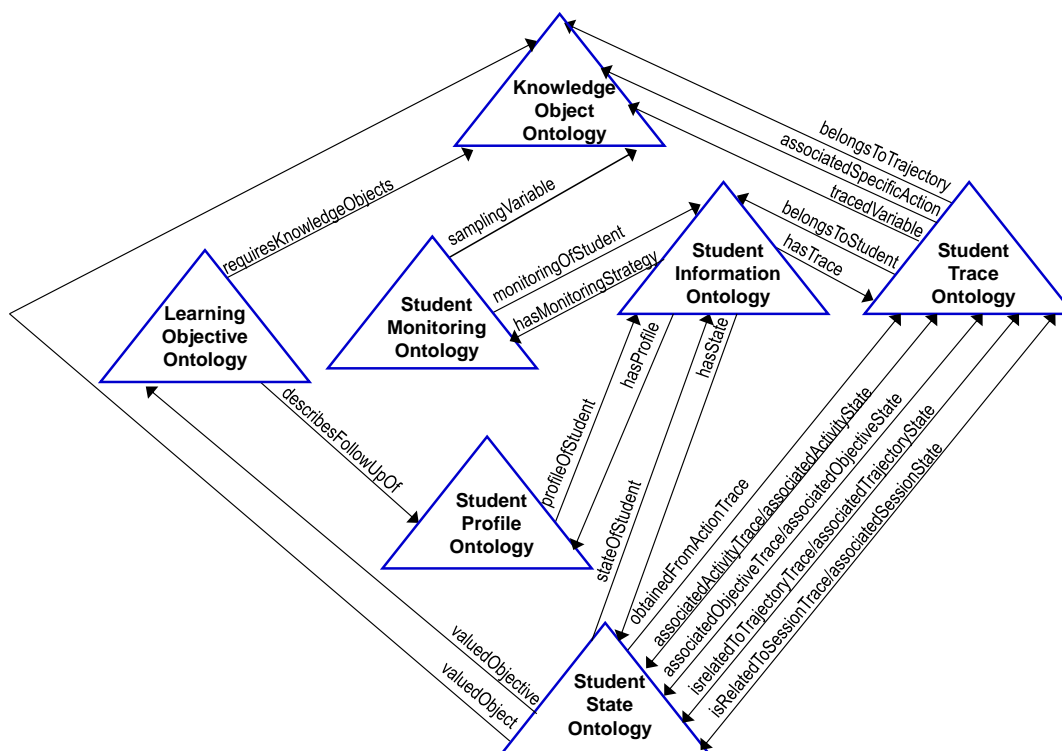 Knowledge
Object
Ontology
belongsToTrajectory
associatedSpecificAction
tracedVariable
belongsToStudent
hasTrace
requiresKnowledgeObjects
samplingVariable
monitoringOfStudent
hasMonitoringStrategy
Learning
Objective
Ontology
Student
Monitoring
Ontology
Student
Information
Ontology
Student
Trace
Ontology
describesFollowUpOf
profileOfStudent
hasProfile
stateOfStudent
hasState
Student
Profile
Ontology
obtainedFromActionTrace
associatedActivityTrace/associatedActivityState
associatedObjectiveTrace/associatedObjectiveState
isrelatedToTrajectoryTrace/associatedTrajectoryState
isRelatedToSessionTrace/associatedSessionState
valuedObjective
valuedObject
Student
State
Ontology